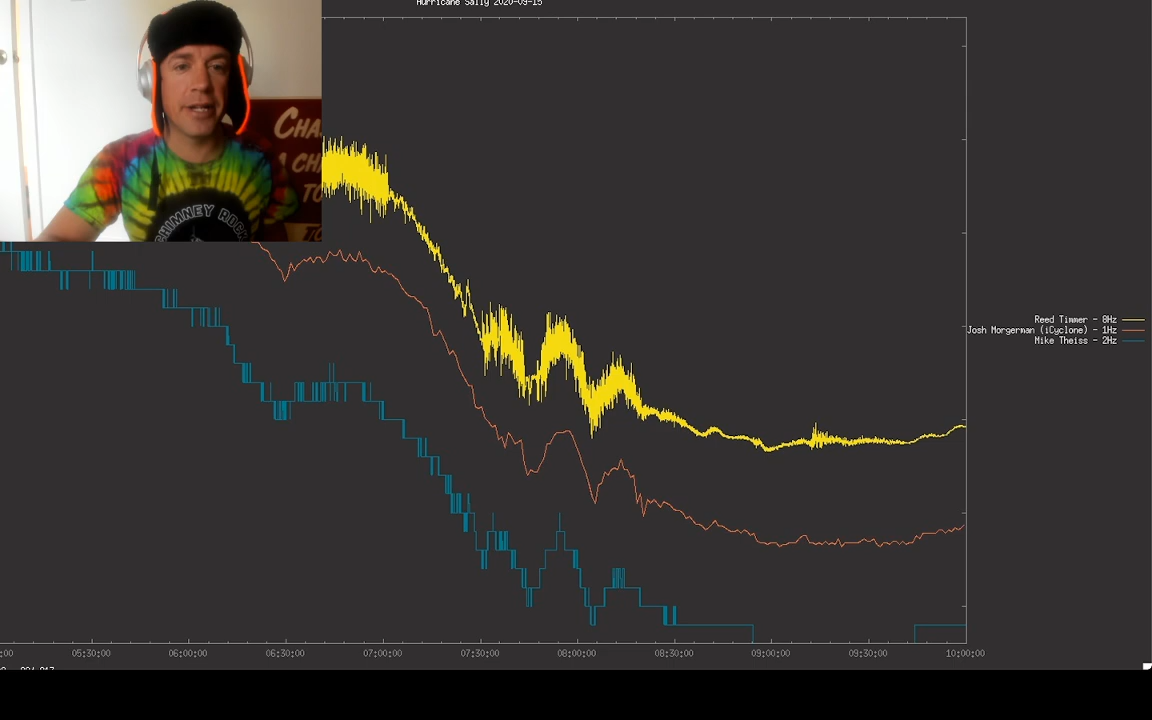 Hurricane Sally 2020-09-15
CHIMNEY ROCK
Reed Timmer - 8Hz
Josh Morgerman (iCyclone) - 1Hz
Mike Theiss - 2Hz
05:30:00 06:00:00 06:30:00 07:00:00 07:30:00 08:00:00 08:30:00 09:00:00 09:30:00 10:00:00